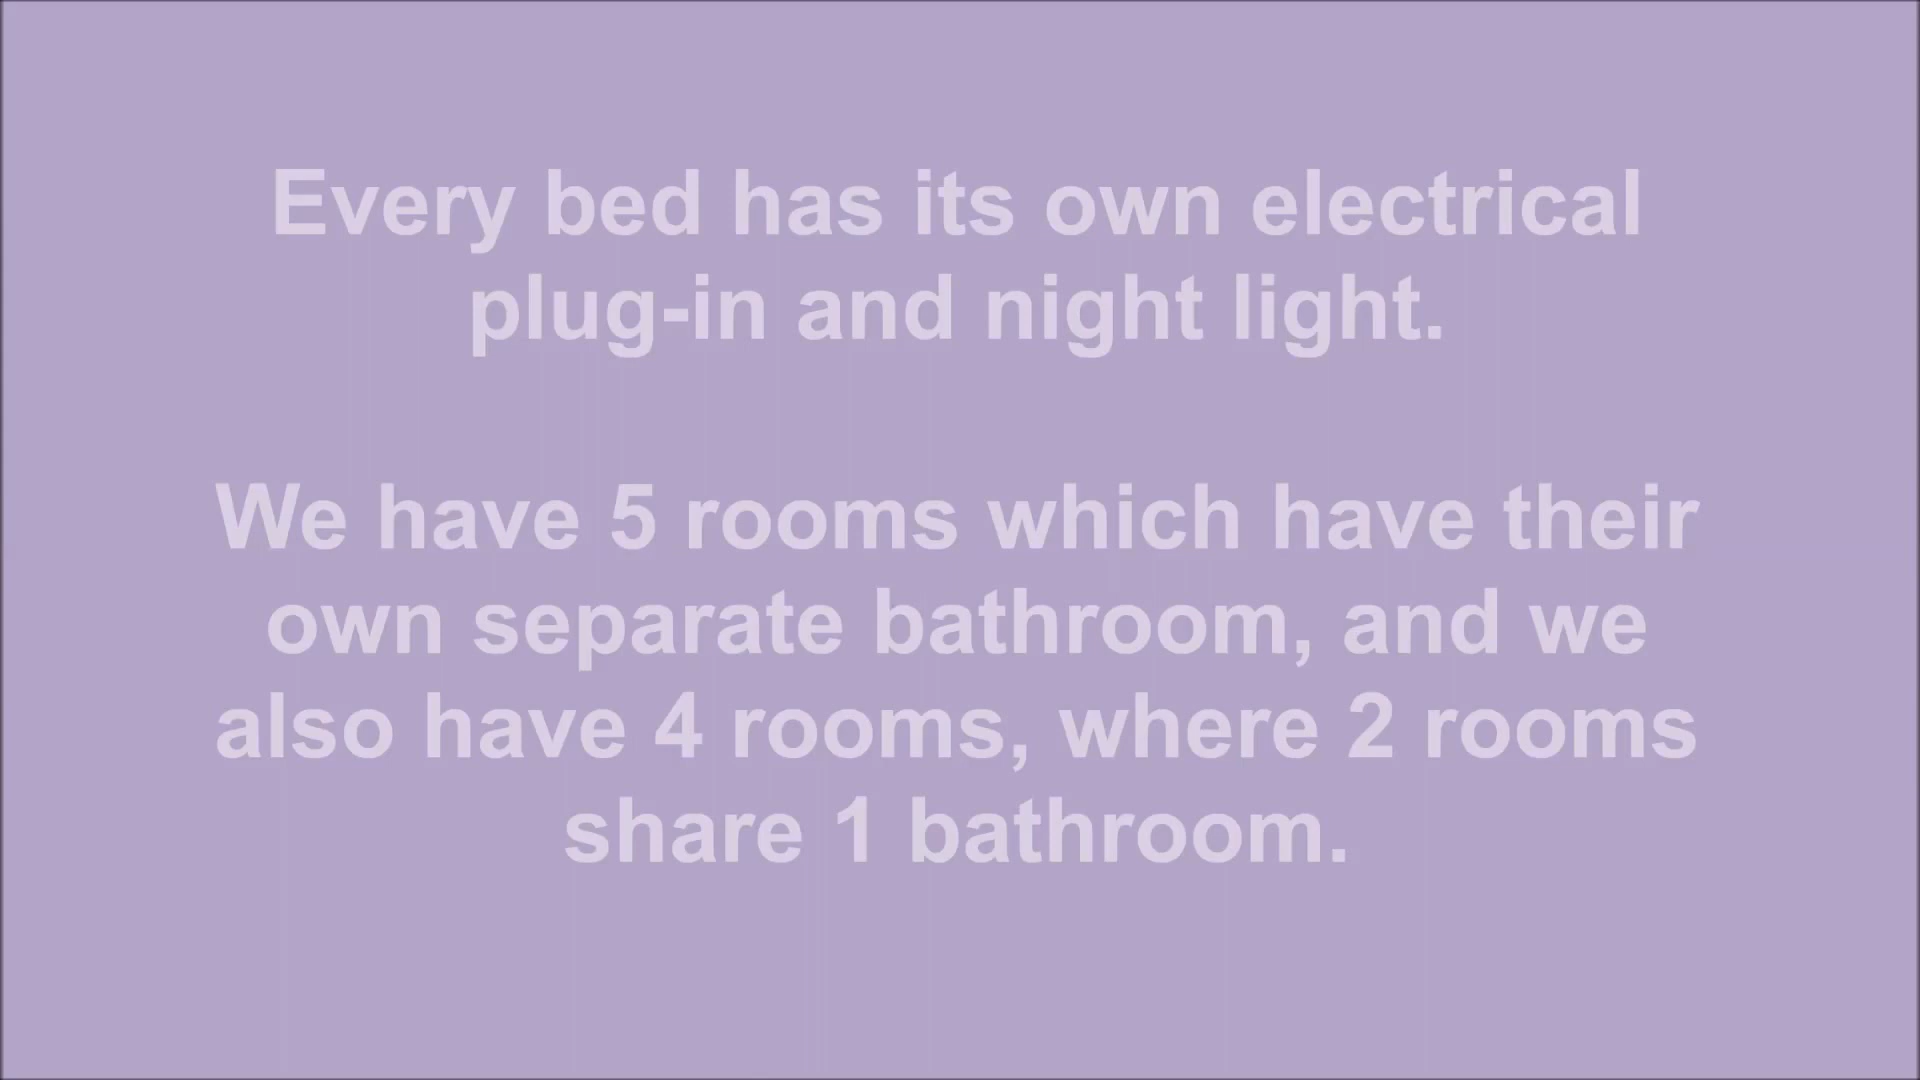 Every bed has its own electrical
plug-in and night light.
We have 5 rooms which have their
own separate bathroom, and we
also have 4 rooms, where 2 rooms
share 1 bathroom.